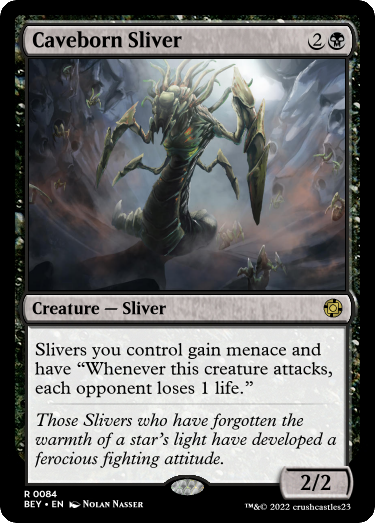 Caveborn Sliver 2
Creature — Sliver
Slivers you control gain menace and
have “Whenever this creature attacks,
each opponent loses 1 life.”
Those Slivers who have forgotten the
warmth of a star’s light have developed a
ferocious fighting attitude.
2/2
R 0084
BEY • EN Nolan Nasser
™&© 2022 crushcastles23